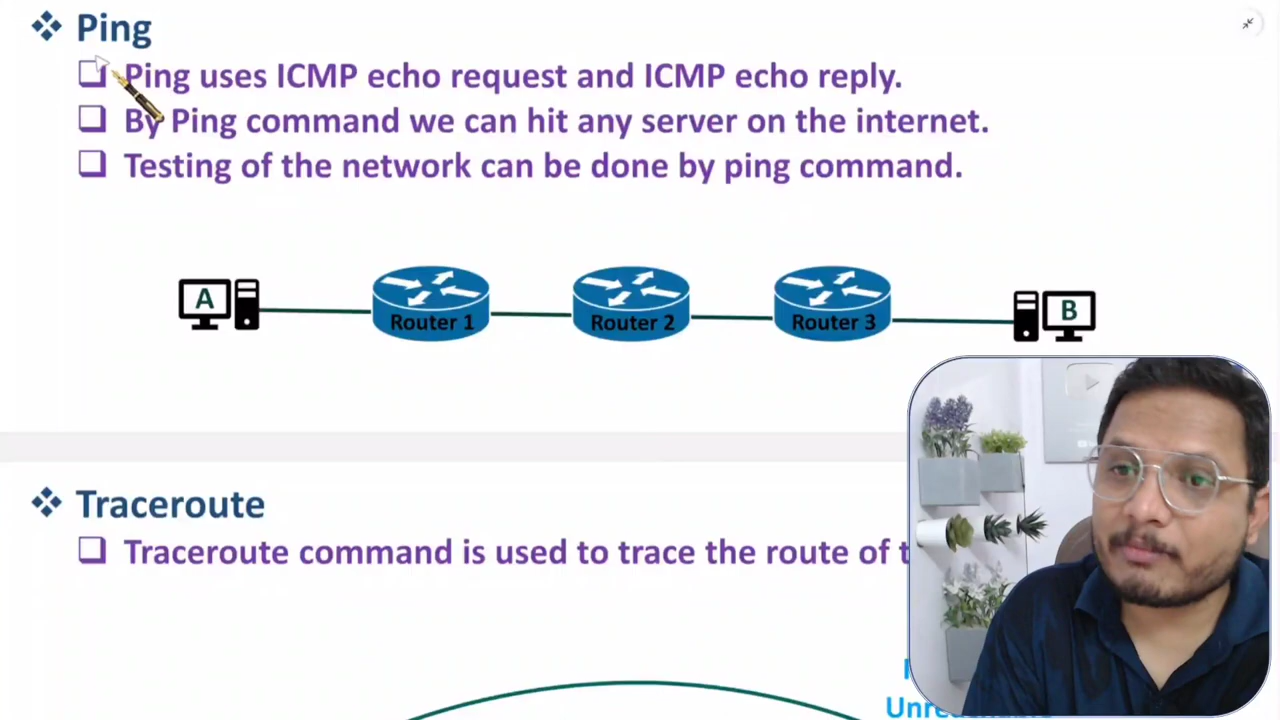 Ping
Ping uses ICMP echo request and ICMP echo reply.
By Ping command we can hit any server on the internet.
Testing of the network can be done by ping command.
A
Router 1
Router 2
Router 3
B
Traceroute
Traceroute command is used to trace the route of